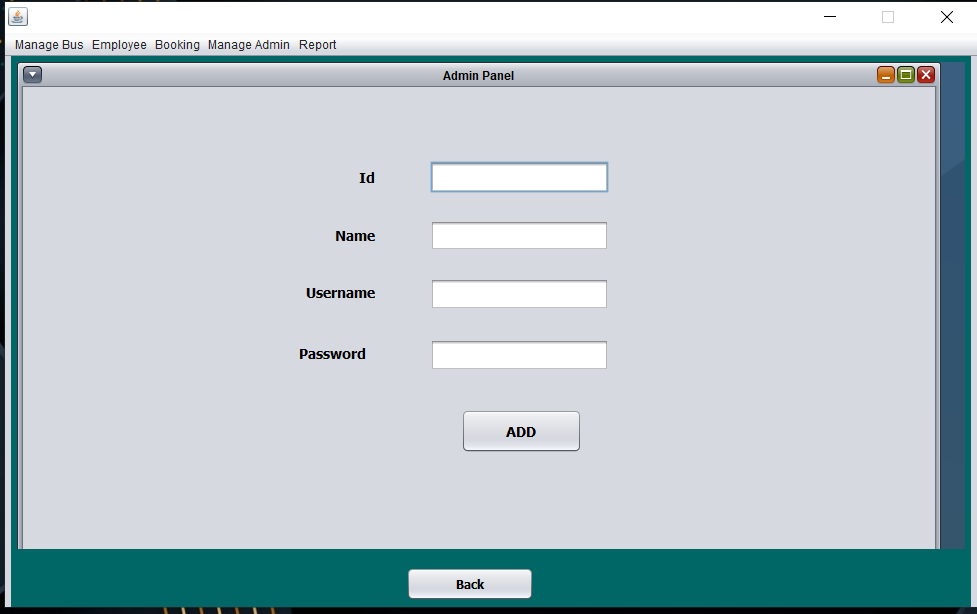 Manage Bus Employee Booking Manage Admin Report
Admin Panel
Id
Name
Username
Password
ADD
Back